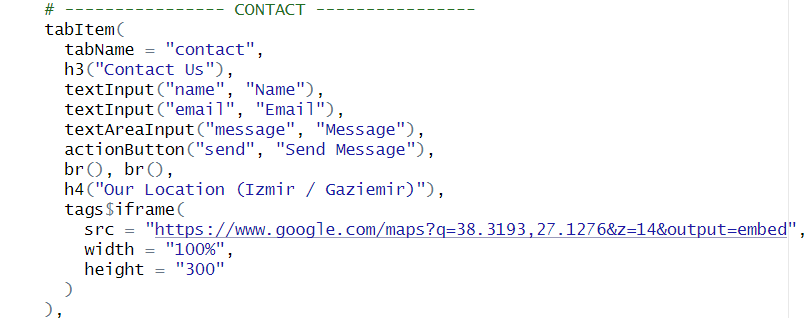 # ---------------- CONTACT ----------------
tabItem(
tabName = "contact",
h3("Contact Us"),
textInput("name", "Name"),
textInput("email", "Email"),
textAreaInput("message", "Message"),
actionButton("send", "Send Message"),
br(), br(),
h4("Our Location (Izmir / Gaziemir)"),
tags$iframe(
src = "https://www.google.com/maps?q=38.3193,27.1276&z=14&output=embed",
width = "100%",
height = "300"
)
),